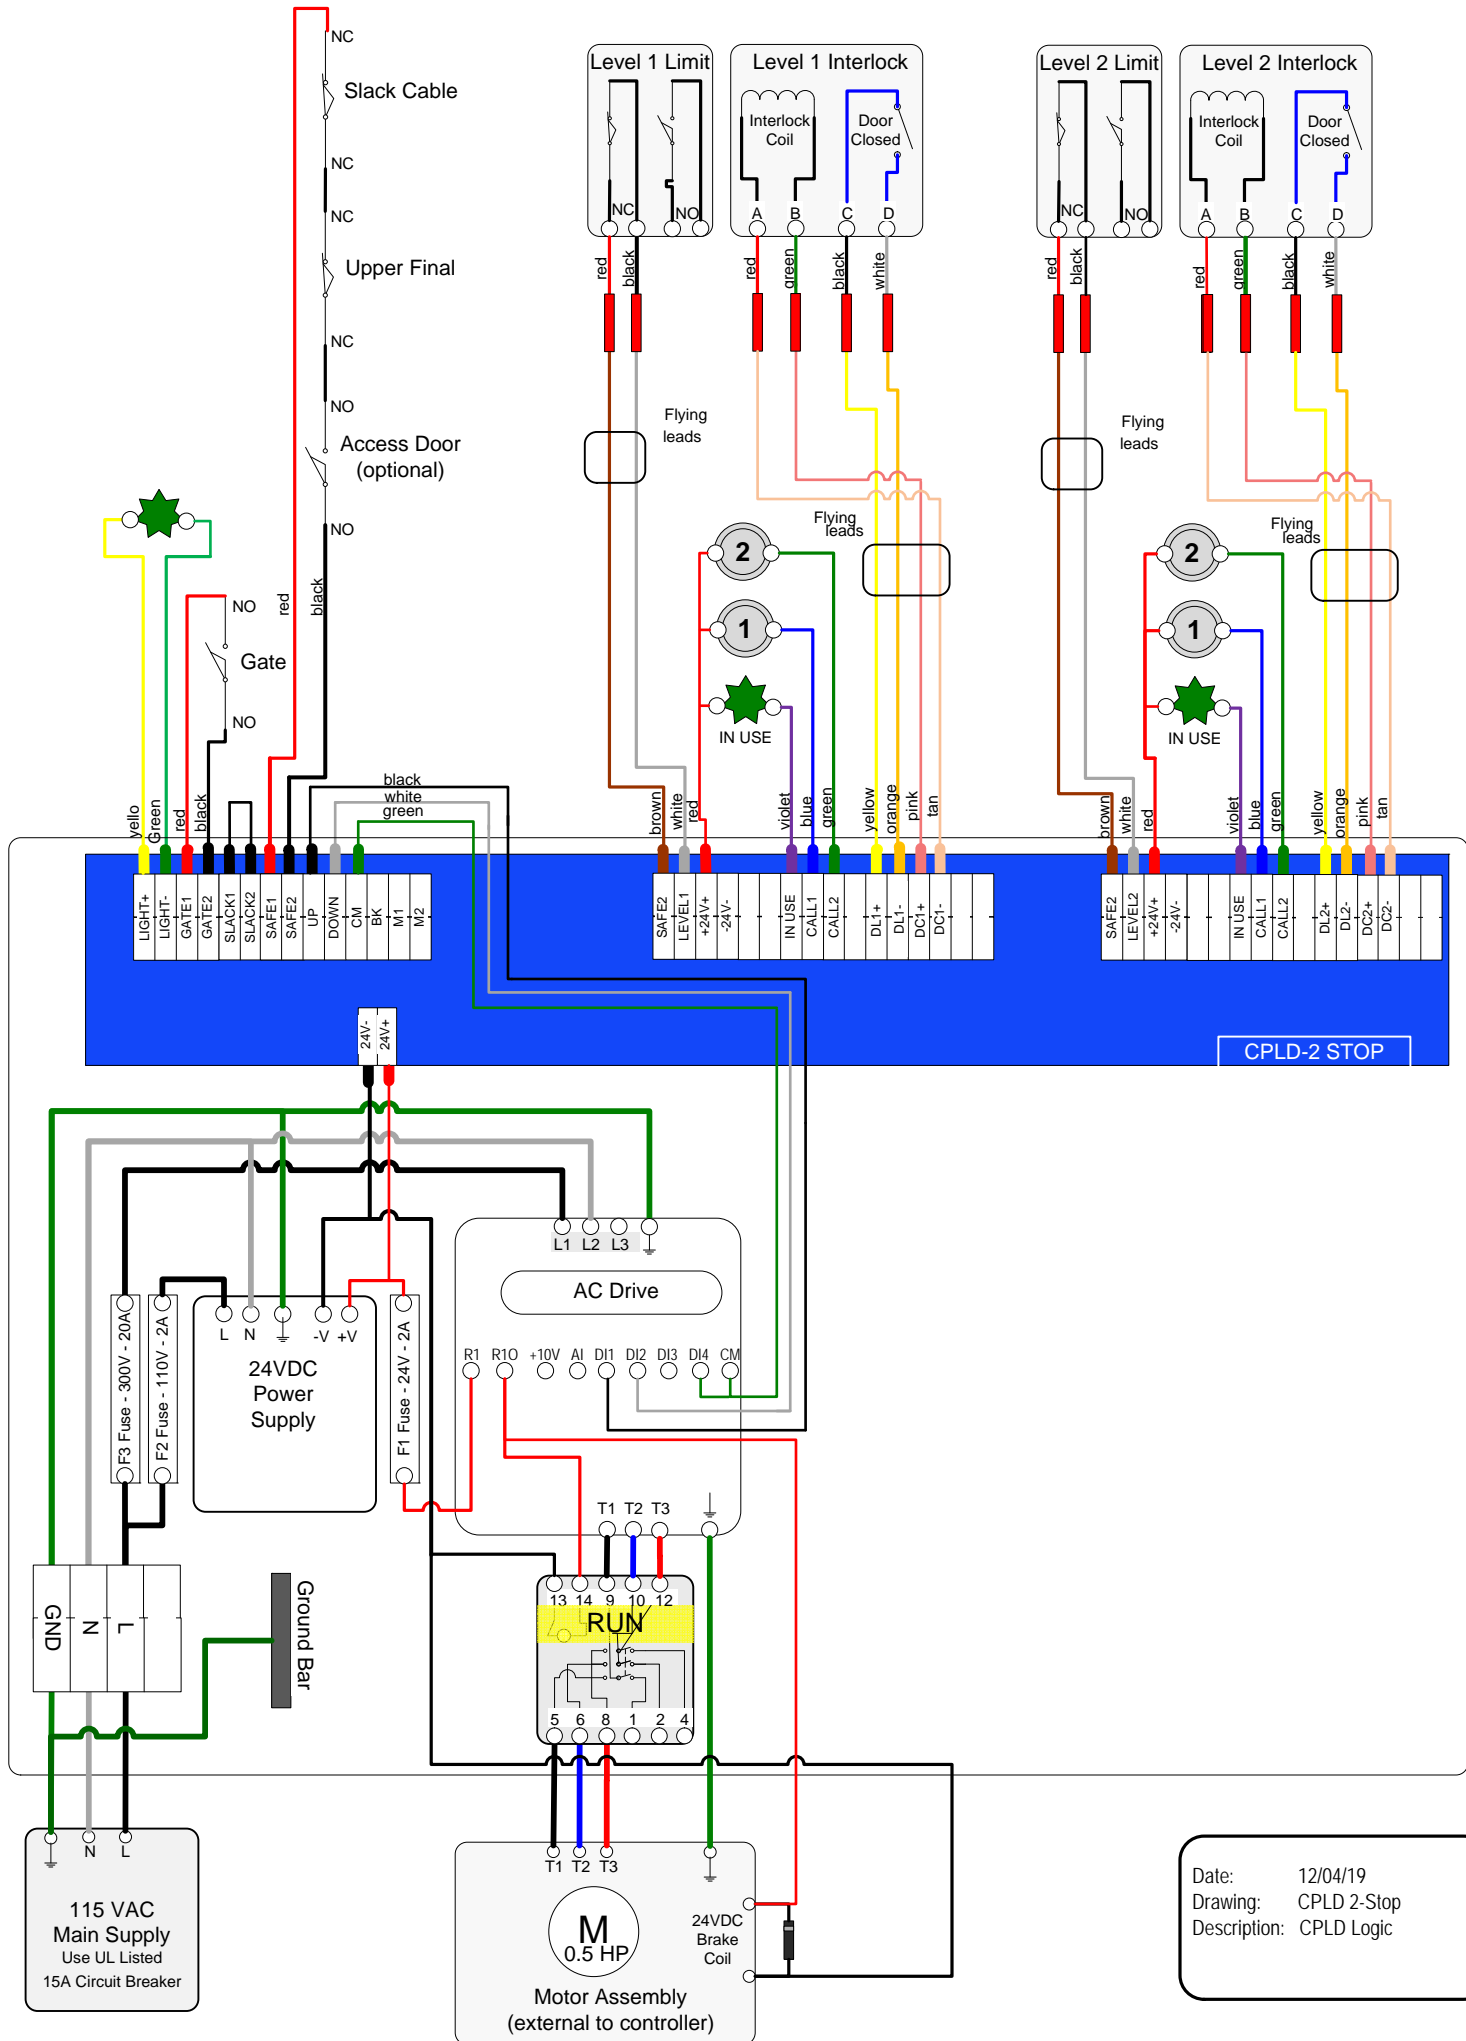 NC
Slack Cable
NC
NC
Upper Final
NC
NO
Access Door
(optional)
NO
NO
Gate
NO
red
black
Level 1 Limit
NC
NO
red
black
Level 1 Interlock
Interlock
Coil
Door
Closed
A
B
C
D
red
green
black
white
Flying
leads
Flying
leads
2
1
IN USE
Level 2 Limit
NC
NO
red
black
Level 2 Interlock
Interlock
Coil
Door
Closed
A
B
C
D
red
green
black
white
Flying
leads
Flying
leads
2
1
IN USE
yello
Green
red
black
black
white
green
brown
white
red
violet
blue
green
yellow
orange
pink
tan
brown
white
red
violet
blue
green
yellow
orange
pink
tan
LIGHT+
LIGHT-
GATE1
GATE2
SLACK1
SLACK2
SAFE1
SAFE2
UP
DOWN
CM
BK
M1
M2
SAFE2
LEVEL1
+24V+
-24V-
IN USE
CALL1
CALL2
DL1+
DL1-
DC1+
DC1-
SAFE2
LEVEL2
+24V+
-24V-
IN USE
CALL1
CALL2
DL2+
DL2-
DC2+
DC2-
24V-
24V+
CPLD-2 STOP
L1
L2
L3
AC Drive
R1
R1O
+10V
AI
DI1
DI2
DI3
DI4
CM
T1
T2
T3
F3 Fuse - 300V - 20A
F2 Fuse - 110V - 2A
L
N
-V
+V
24VDC
Power
Supply
F1 Fuse - 24V - 2A
GND
N
L
Ground Bar
13
14
9
10
12
RUN
5
6
8
1
2
4
N
L
115 VAC
Main Supply
Use UL Listed
15A Circuit Breaker
T1
T2
T3
M
0.5 HP
24VDC
Brake
Coil
Motor Assembly
(external to controller)
Date: 12/04/19
Drawing: CPLD 2-Stop
Description: CPLD Logic